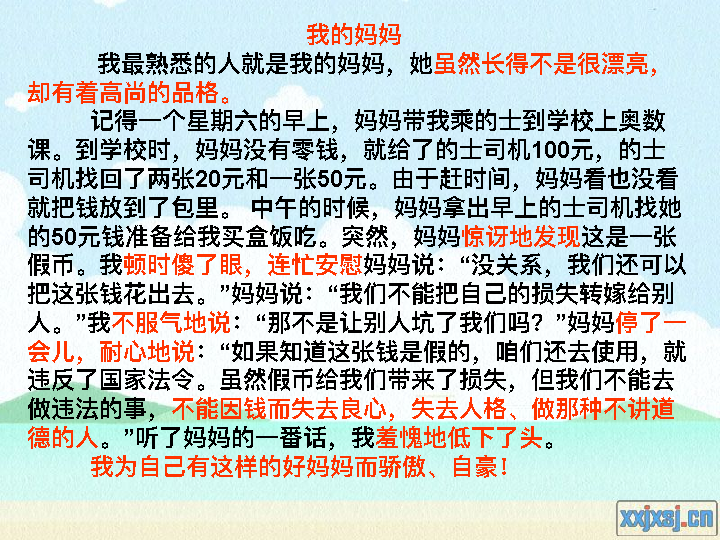 我的妈妈
我最熟悉的人就是我的妈妈，她虽然长得不是很漂亮，
却有着高尚的品格。
记得一个星期六的早上，妈妈带我乘的士到学校上奥数
课。到学校时，妈妈没有零钱，就给了的士司机100元，的士
司机找回了两张20元和一张50元。由于赶时间，妈妈看也没看
就把钱放到了包里。 中午的时候，妈妈拿出早上的士司机找她
的50元钱准备给我买盒饭吃。突然，妈妈惊讶地发现这是一张
假币。我顿时傻了眼，连忙安慰妈妈说：“没关系，我们还可以
把这张钱花出去。”妈妈说：“我们不能把自己的损失转嫁给别
人。”我不服气地说：“那不是让别人坑了我们吗？”妈妈停了一
会儿，耐心地说：“如果知道这张钱是假的，咱们还去使用，就
违反了国家法令。虽然假币给我们带来了损失，但我们不能去
做违法的事，不能因钱而失去良心，失去人格、做那种不讲道
德的人。”听了妈妈的一番话，我羞愧地低下了头。
我为自己有这样的好妈妈而骄傲、自豪！
xxjxsj.cn